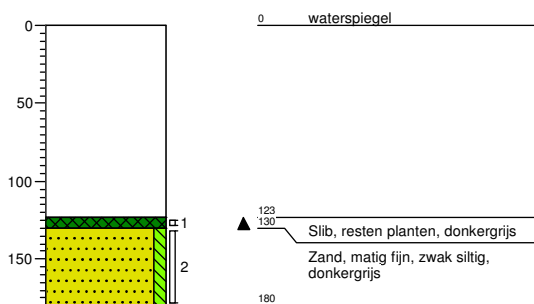 0
50
100
150
1
2
0 waterspiegel
123
130
Slib, resten planten, donkergrijs
Zand, matig fijn, zwak siltig,
donkergrijs
180